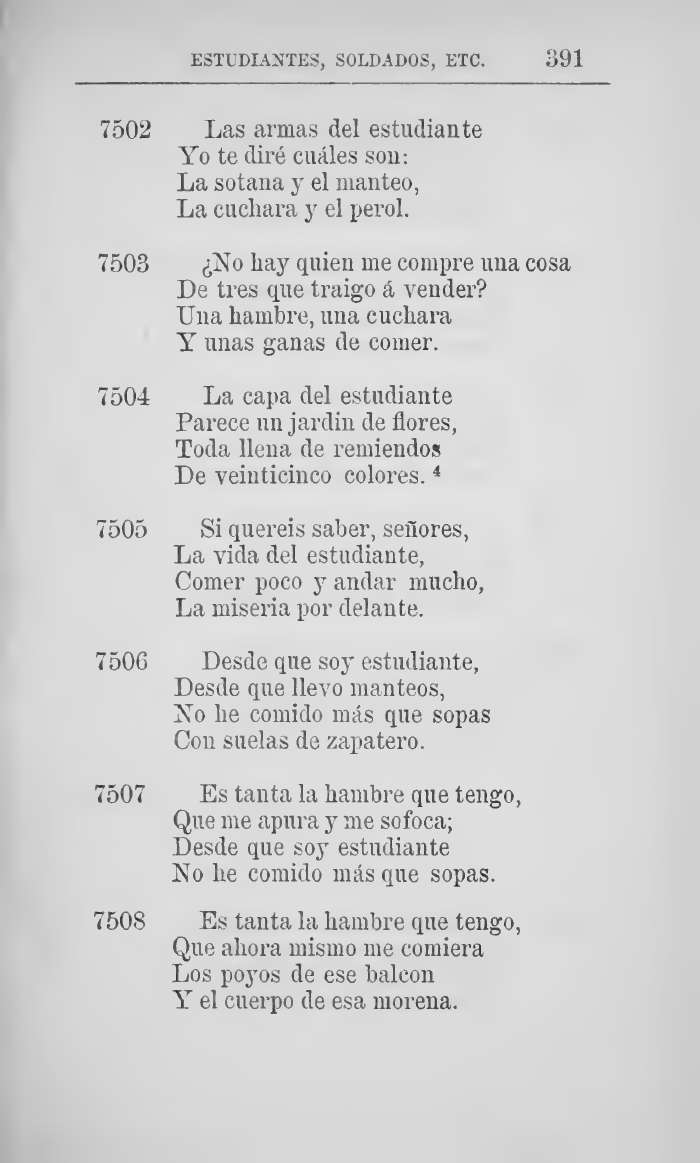 ESTUDIANTES, SOLDADOS, ETC. 391
7502 Las armas del estudiante
Yo te diré cuáles son:
La sotana y el manteo,
La cuchara y el perol.
7503 ¿No hay quien me compre una cosa
De tres que traigo á vender?
Una hambre, una cuchara
Y unas ganas de comer.
7504 La capa del estudiante
Parece un jardin de flores,
Toda llena de remiendos
De veinticinco colores. 4
7505 Si quereis saber, señores,
La vida del estudiante,
Comer poco y andar mucho,
La miseria por delante.
7506 Desde que soy estudiante,
Desde que llevo manteos,
No he comido más que sopas
Con suelas de zapatero.
7507 Es tanta la hambre que tengo,
Que me apura y me sofoca;
Desde que soy estudiante
No he comido más que sopas.
7508 Es tanta la hambre que tengo,
Que ahora mismo me comiera
Los poyos de ese balcon
Y el cuerpo de esa morena.